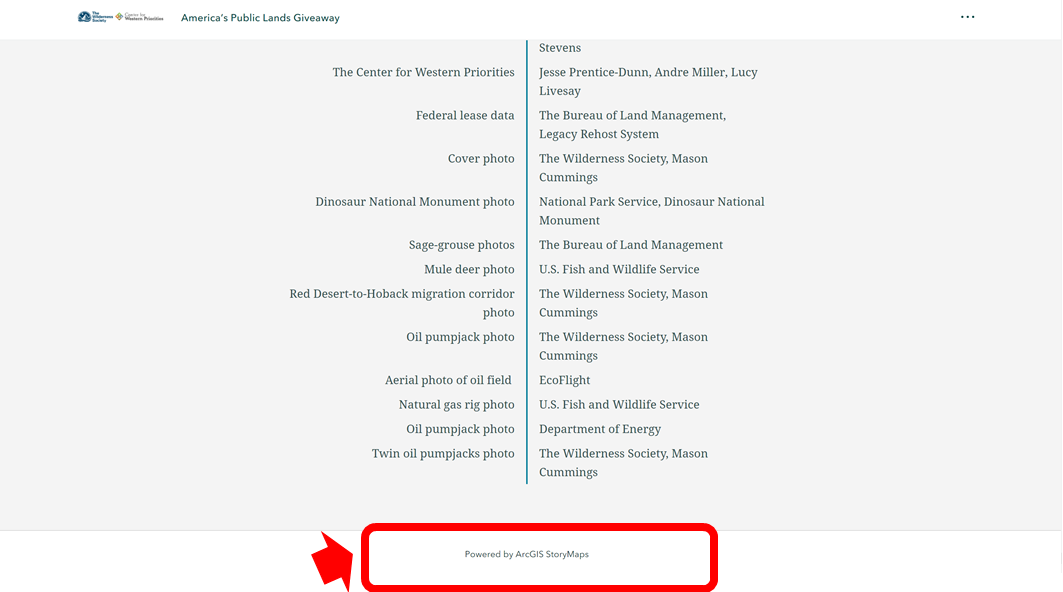 The Wilderness Society
Center for Western Priorities
America's Public Lands Giveaway
Stevens
The Center for Western Priorities
Jesse Prentice-Dunn, Andre Miller, Lucy
Livesay
Federal lease data
The Bureau of Land Management,
Legacy Rehost System
Cover photo
The Wilderness Society, Mason
Cummings
Dinosaur National Monument photo
National Park Service, Dinosaur National
Monument
Sage-grouse photos
The Bureau of Land Management
Mule deer photo
U.S. Fish and Wildlife Service
Red Desert-to-Hoback migration corridor
photo
The Wilderness Society, Mason
Cummings
Oil pumpjack photo
The Wilderness Society, Mason
Cummings
Aerial photo of oil field
EcoFlight
Natural gas rig photo
U.S. Fish and Wildlife Service
Oil pumpjack photo
Department of Energy
Twin oil pumpjacks photo
The Wilderness Society, Mason
Cummings
Powered by ArcGIS StoryMaps